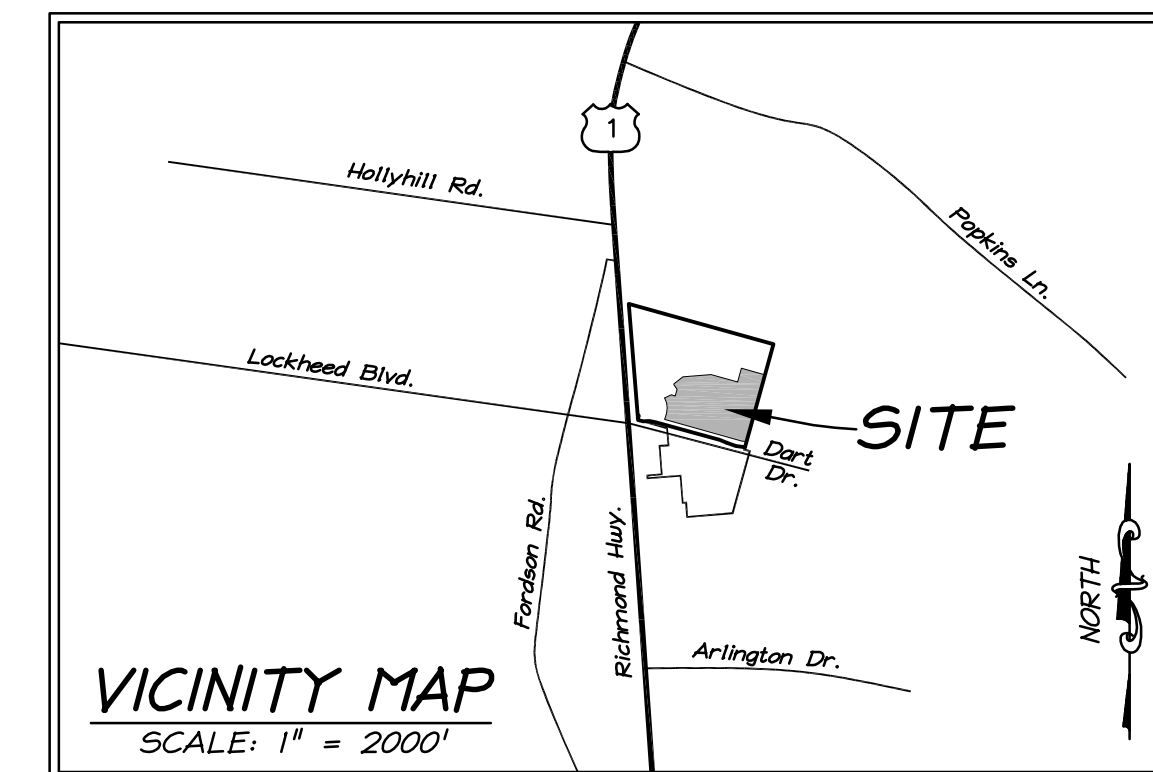 1
Hollyhill Rd.
Popkins Ln.
Lockheed Blvd.
SITE
Dart
Dr.
Fordson Rd.
Richmond Hwy.
NORTH
Arlington Dr.
VICINITY MAP
SCALE: 1" = 2000'